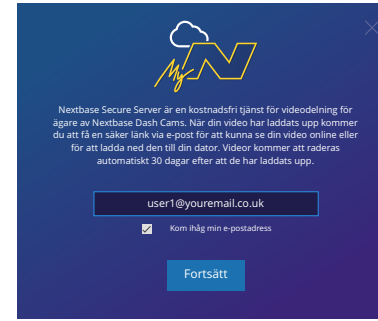 My N
Nextbase Secure Server är en kostnadsfri tjänst för videodelning för
ägare av Nextbase Dash Cams. När din video har laddats upp kommer
du att få en säker länk via e-post för att kunna se din video online eller
för att ladda ned den till din dator. Videor kommer att raderas
automatiskt 30 dagar efter att de har laddats upp.
user1@youremail.co.uk
Kom ihåg min e-postadress
Fortsätt